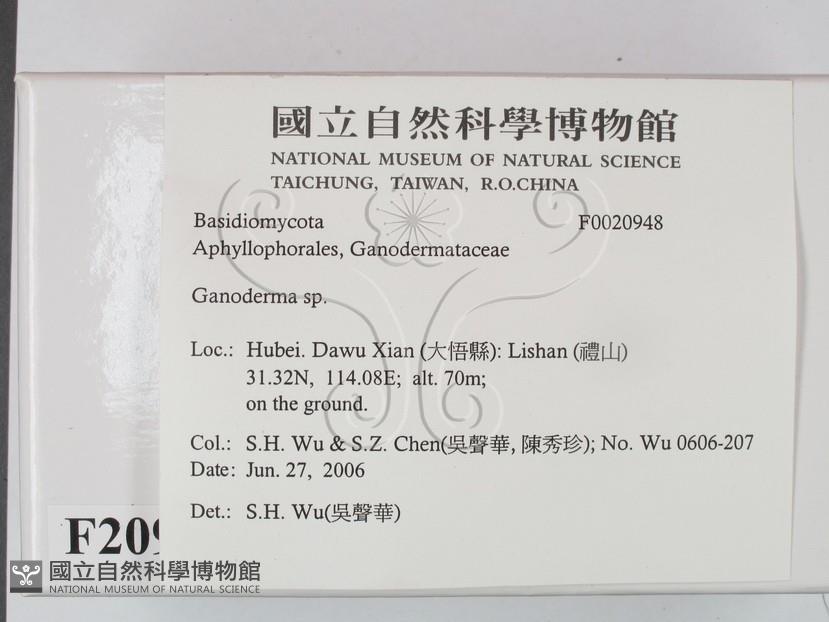 國立自然科學博物館
NATIONAL MUSEUM OF NATURAL SCIENCE
TAICHUNG, TAIWAN, R.O.CHINA
Basidiomycota F0020948
Aphyllophorales, Ganodermataceae
Ganoderma sp.
Loc.: Hubei. Dawu Xian (大悟縣): Lishan (禮山)
31.32N, 114.08E; alt. 70m;
on the ground.
Col.: S.H. Wu & S.Z. Chen(吳聲華, 陳秀珍); No. Wu 0606-207
Date: Jun. 27, 2006
Det.: S.H. Wu(吳聲華)
F209
國立自然科學博物館
NATIONAL MUSEUM OF NATURAL SCIENCE